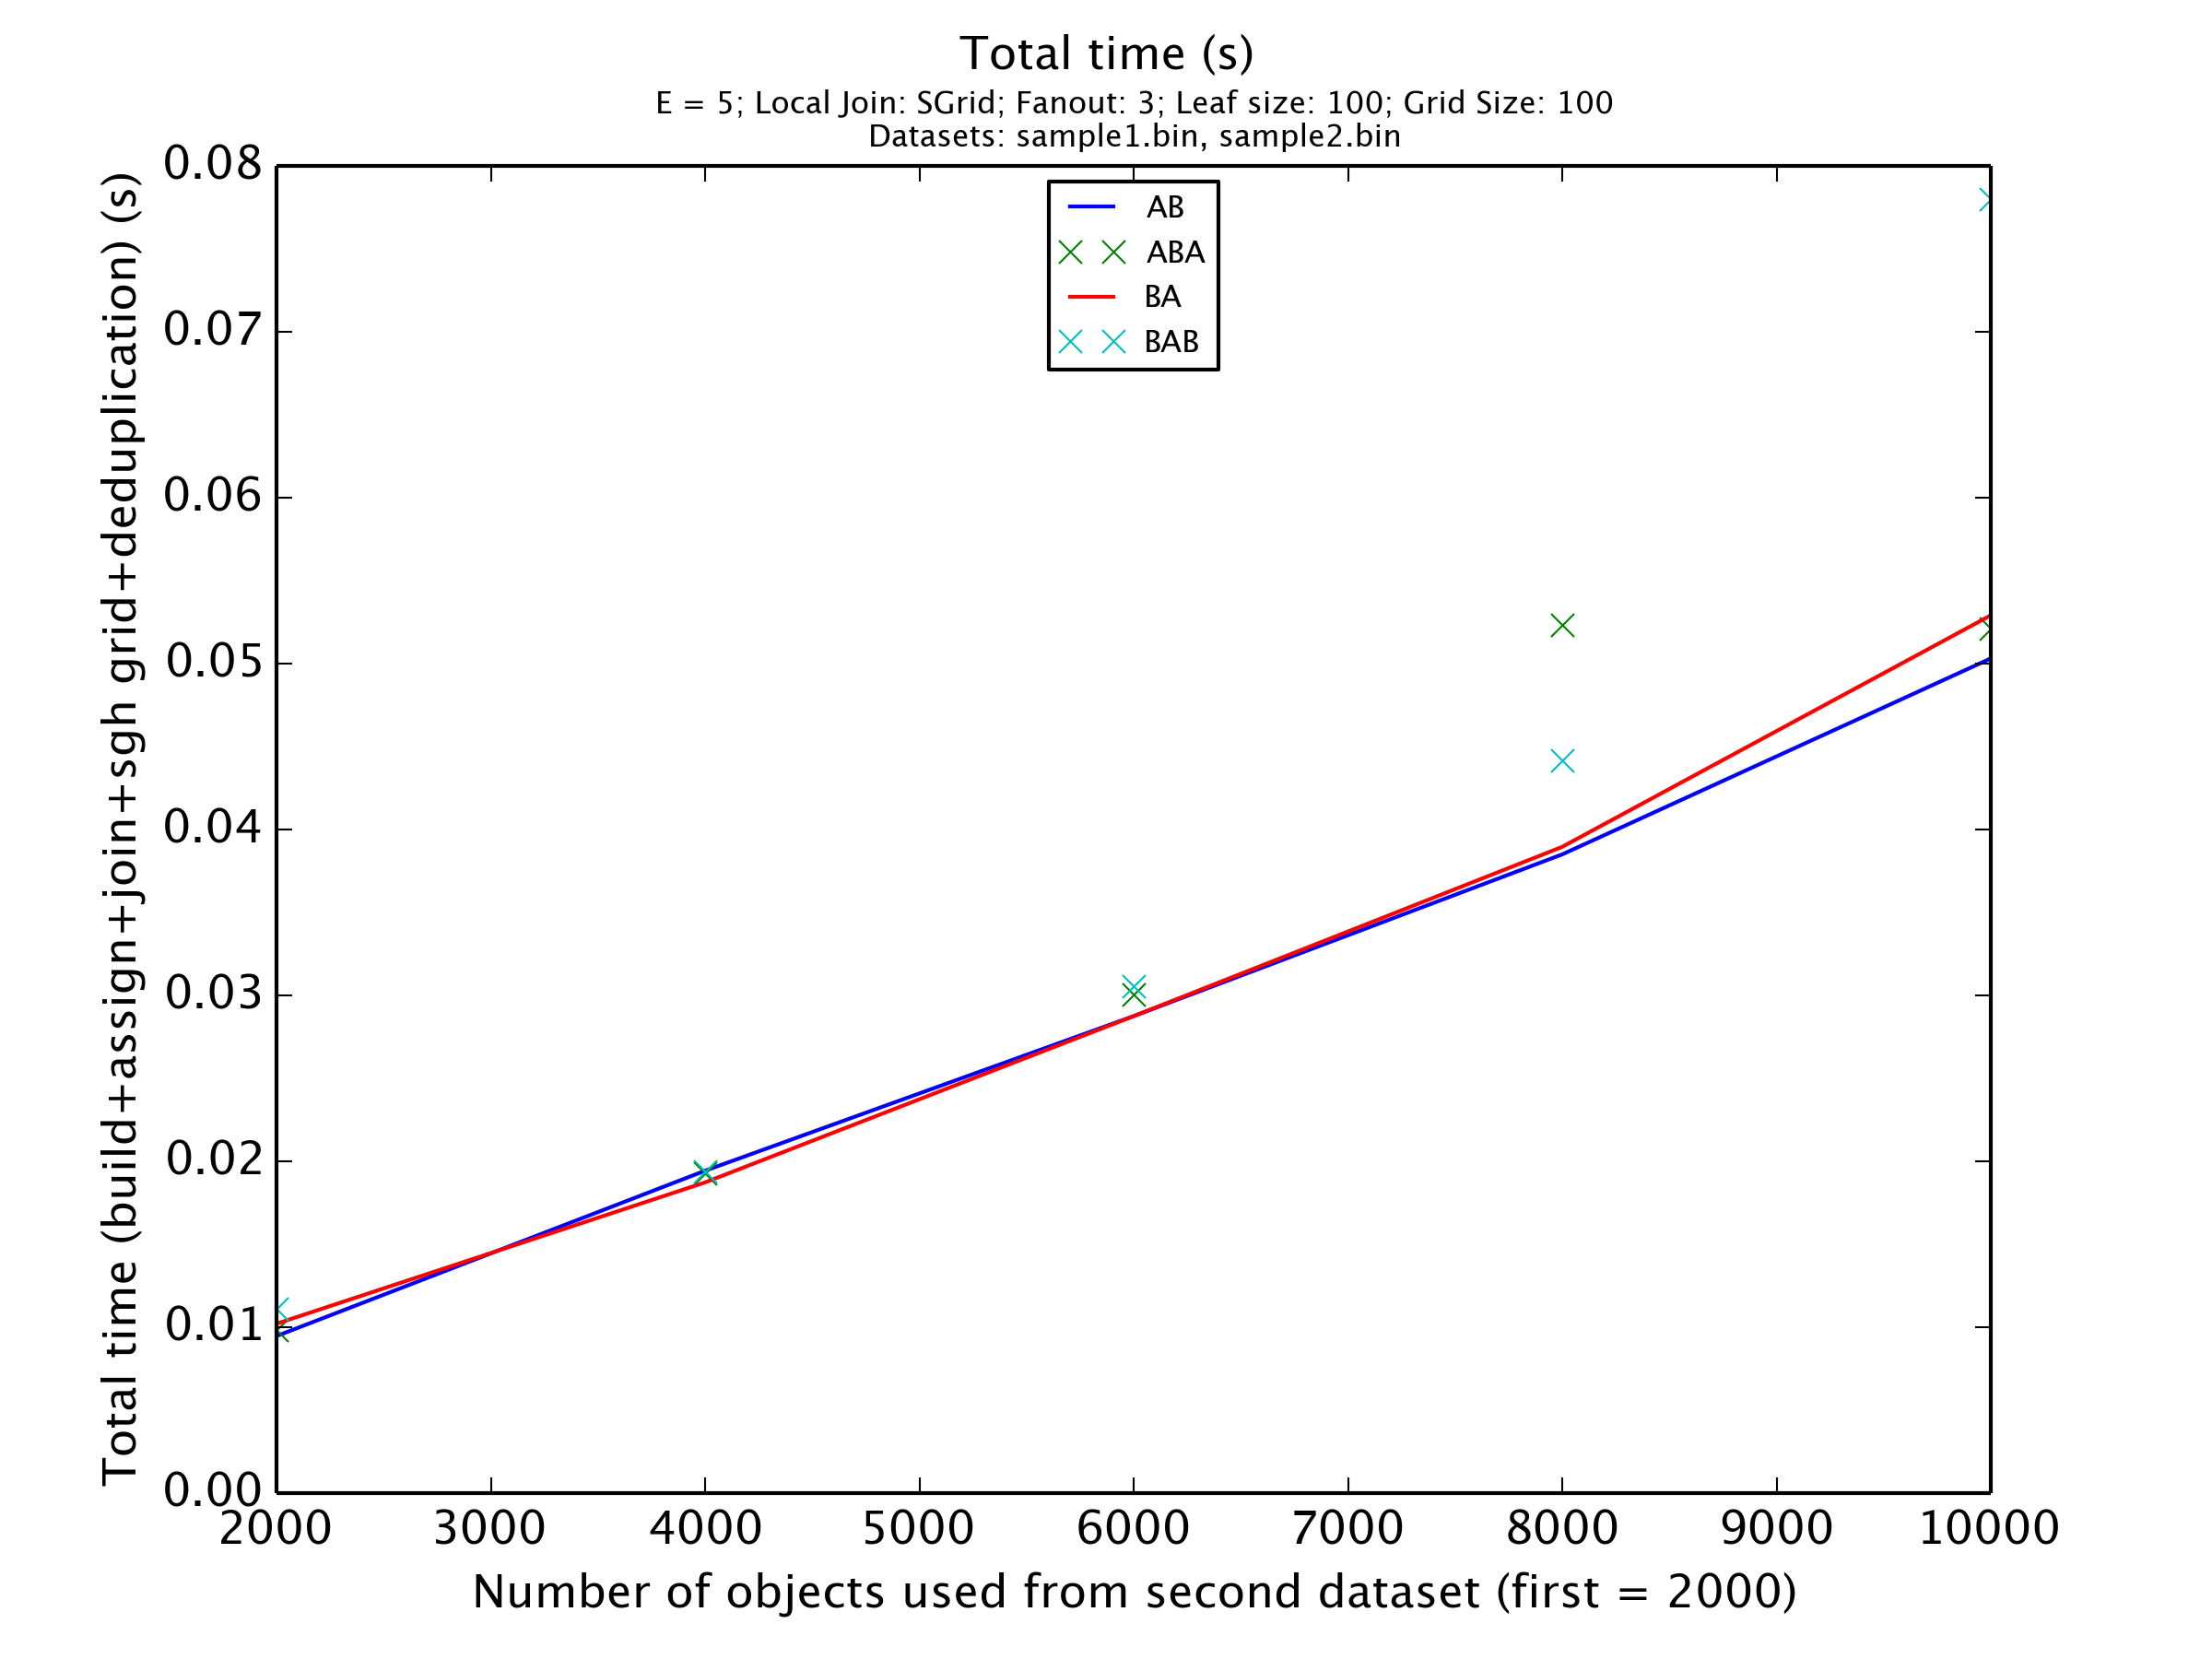 Total time (s)
E = 5; Local Join: SGrid; Fanout: 3; Leaf size: 100; Grid Size: 100
Datasets: sample1.bin, sample2.bin
Total time (build+assign+join+sgh grid+deduplication) (s)
0.08
0.07
0.06
0.05
0.04
0.03
0.02
0.01
0.00
AB
ABA
BA
BAB
2000 3000 4000 5000 6000 7000 8000 9000 10000
Number of objects used from second dataset (first = 2000)